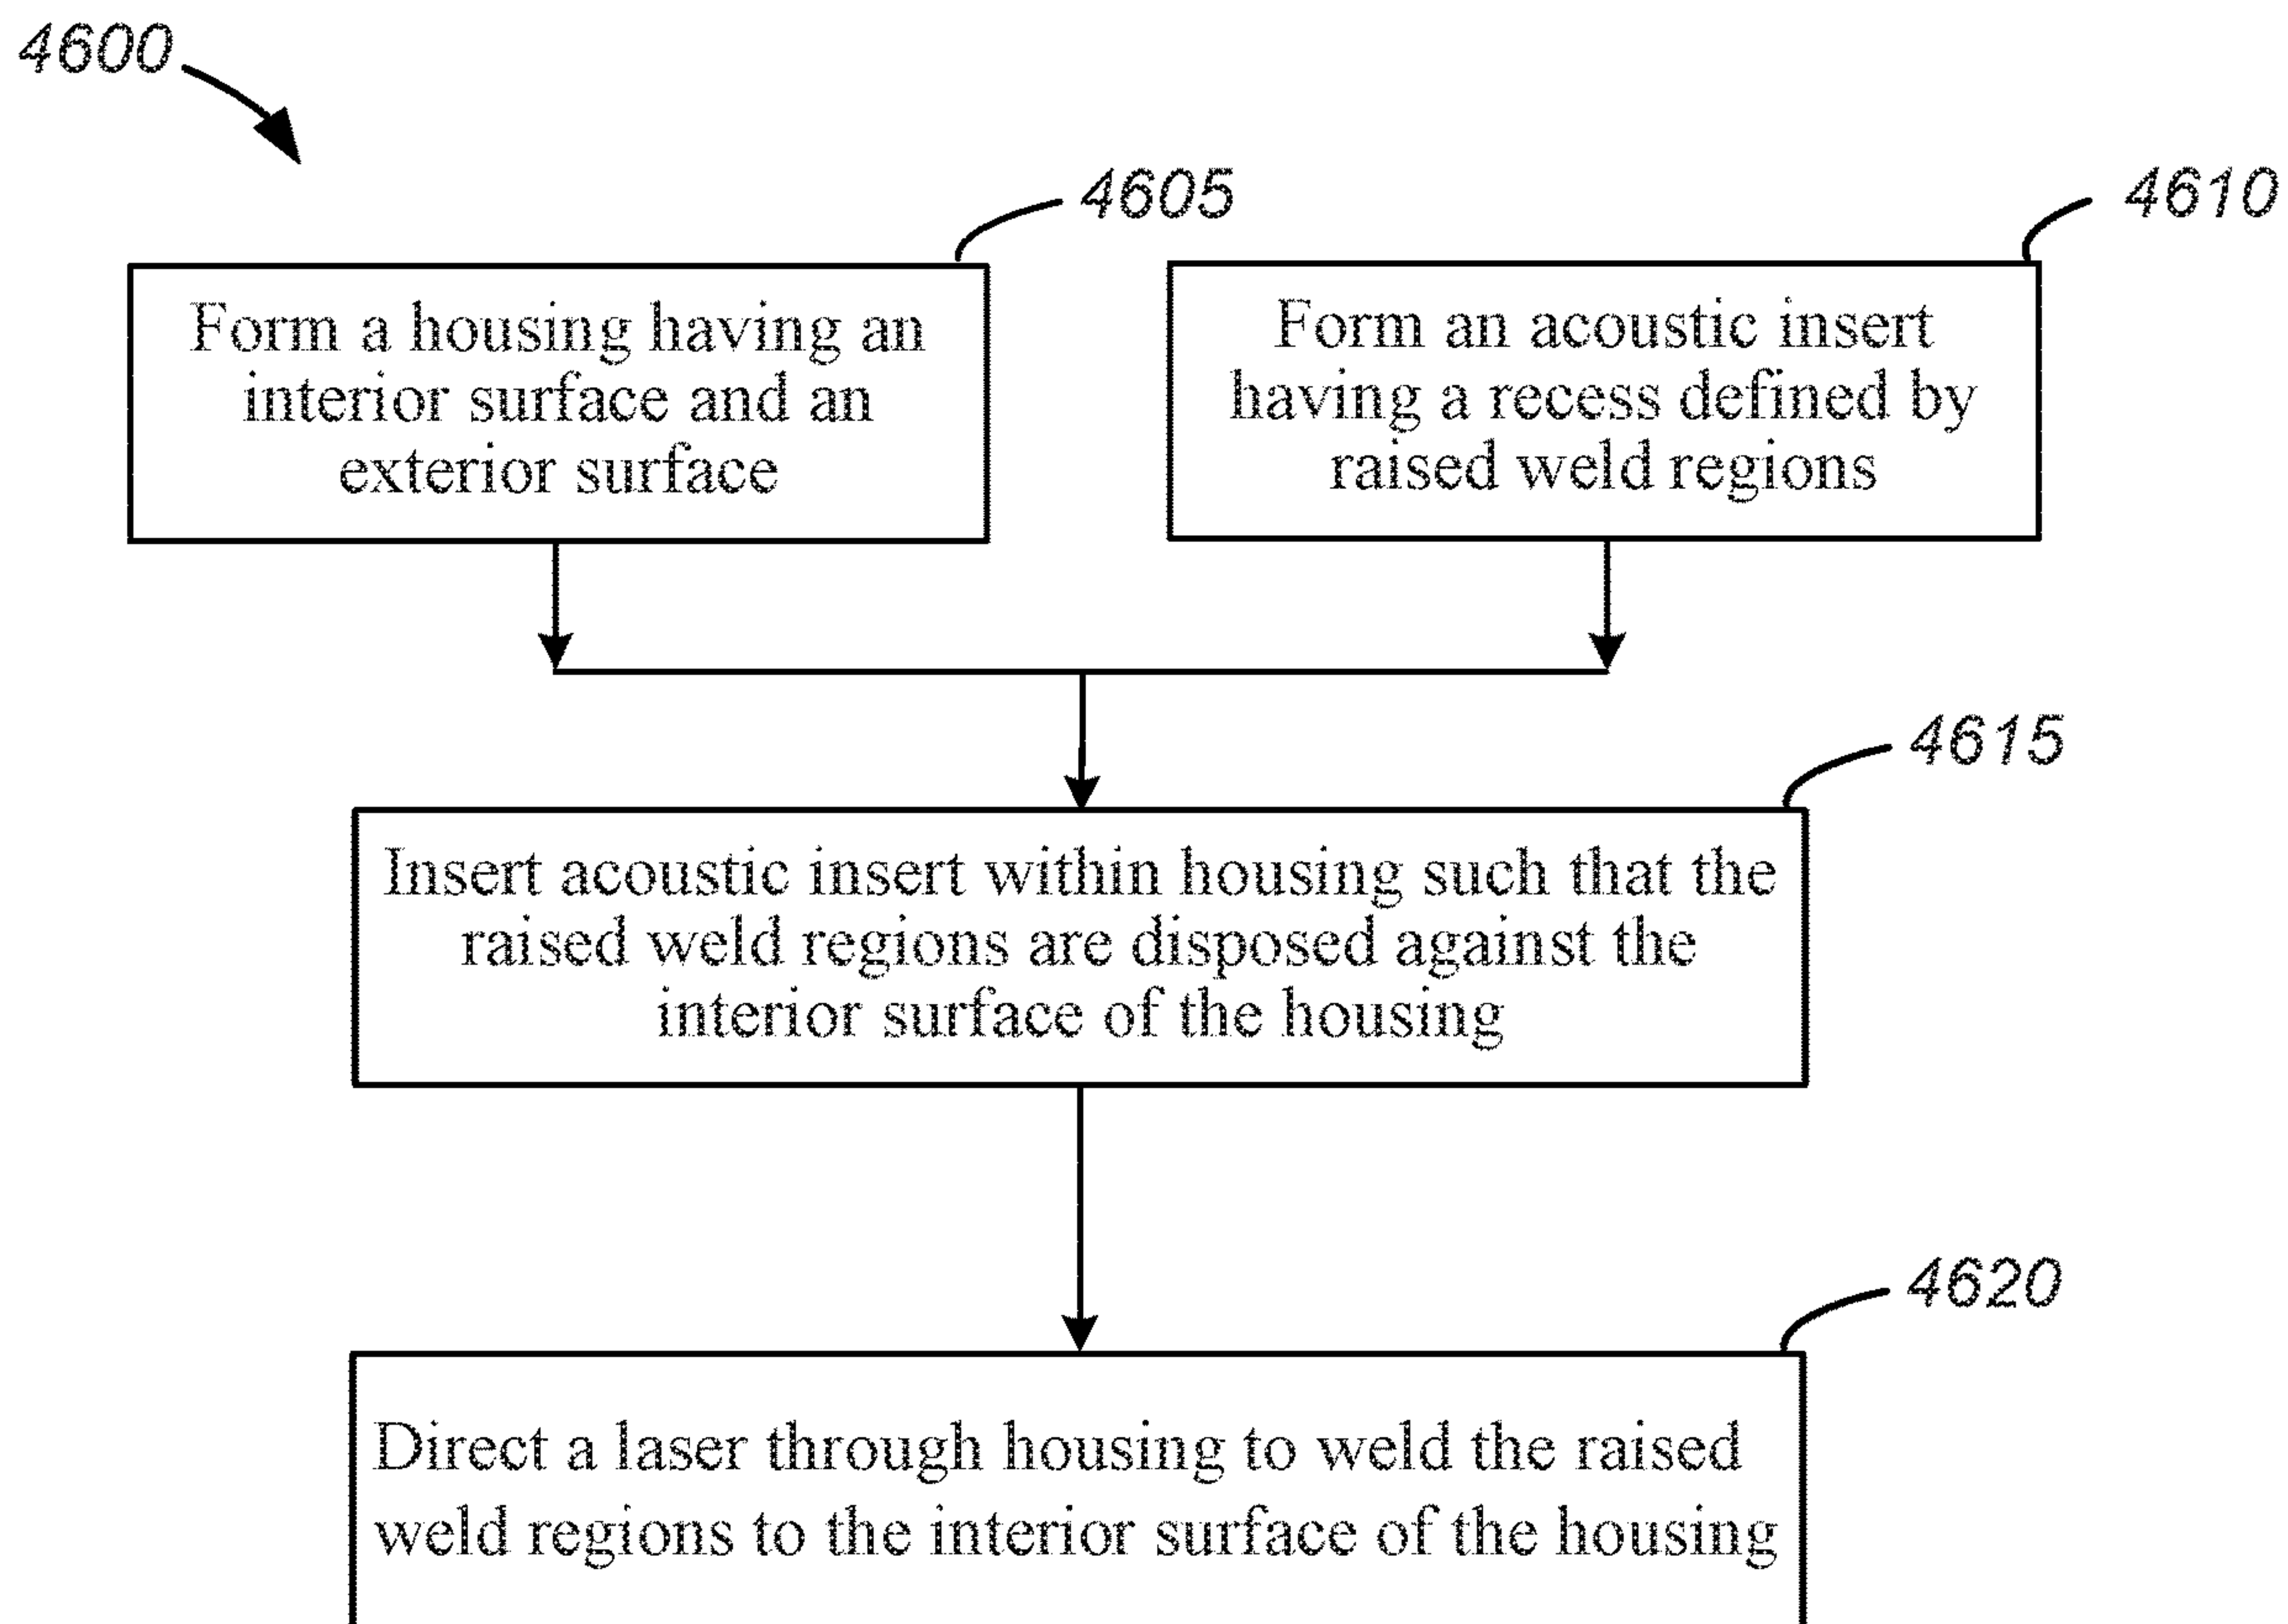 4600
4605
4610
Form a housing having an
interior surface and an
exterior surface
Form an acoustic insert
having a recess defined by
raised weld regions
4615
Insert acoustic insert within housing such that the
raised weld regions are disposed against the
interior surface of the housing
4620
Direct a laser through housing to weld the raised
weld regions to the interior surface of the housing